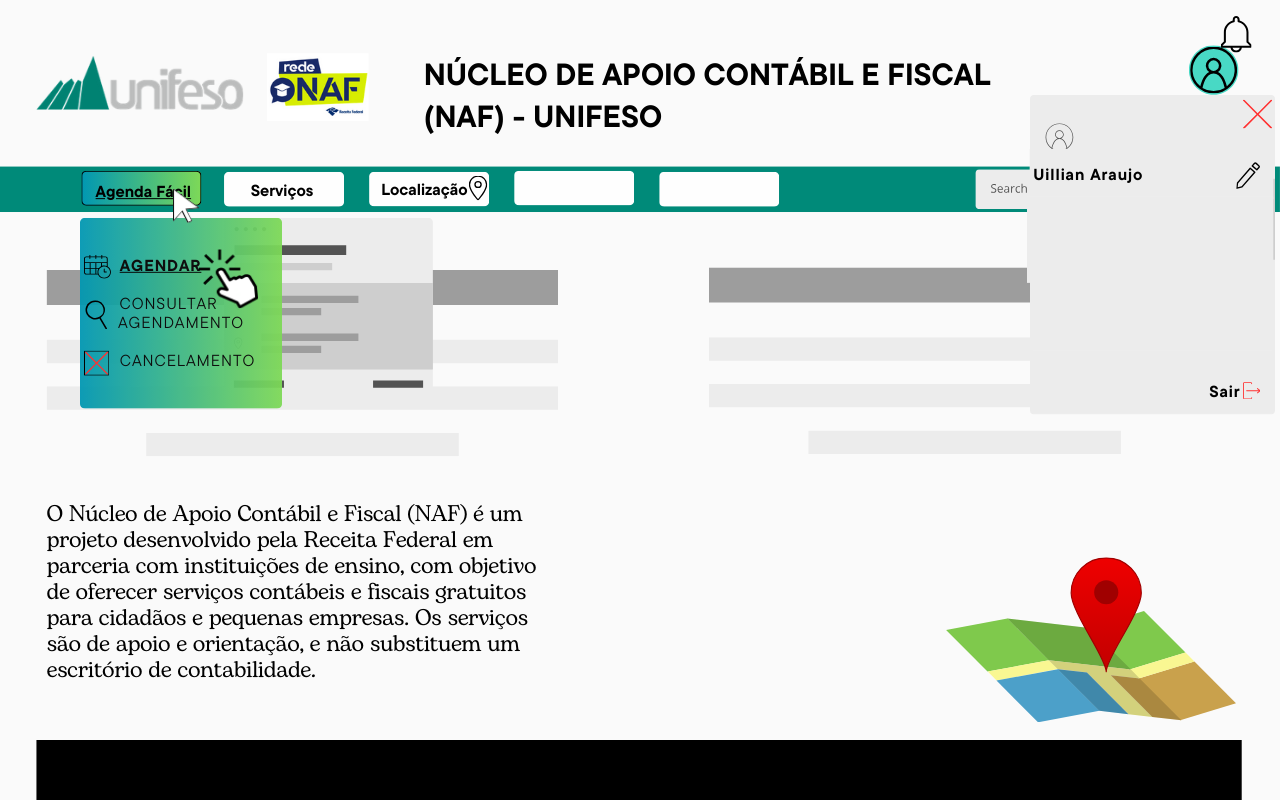 unifeso
rede
NAF
Receita Federal
NÚCLEO DE APOIO CONTÁBIL E FISCAL
(NAF) - UNIFESO
Agenda Fácil
Serviços
Localização
Search
Uillian Araujo
AGENDAR
CONSULTAR
AGENDAMENTO
CANCELAMENTO
Sair
O Núcleo de Apoio Contábil e Fiscal (NAF) é um
projeto desenvolvido pela Receita Federal em
parceria com instituições de ensino, com objetivo
de oferecer serviços contábeis e fiscais gratuitos
para cidadãos e pequenas empresas. Os serviços
são de apoio e orientação, e não substituem um
escritório de contabilidade.